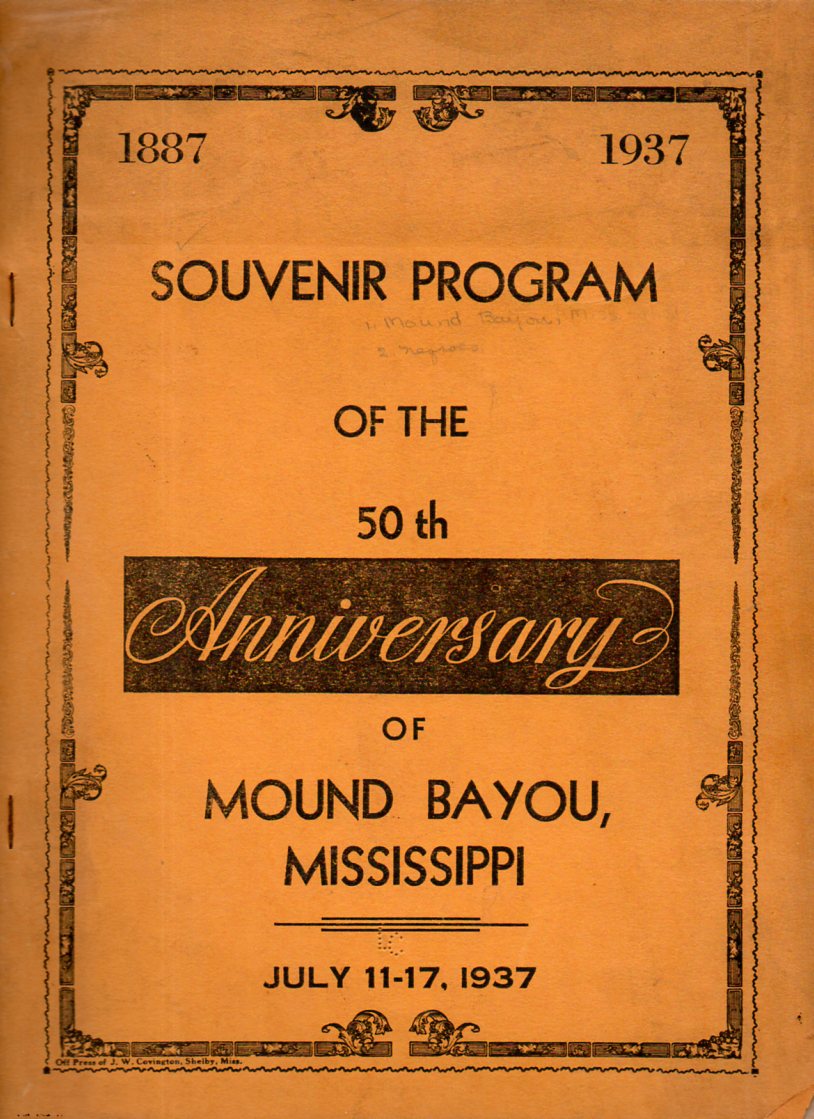 1887 1937
SOUVENIR PROGRAM
1. Mound Bayou, Miss
2. Negroes.
OF THE
50 th
Anniversary
OF
MOUND BAYOU,
MISSISSIPPI
JULY 11-17, 1937
Off Press of J. W. Covington, Shelby, Miss.